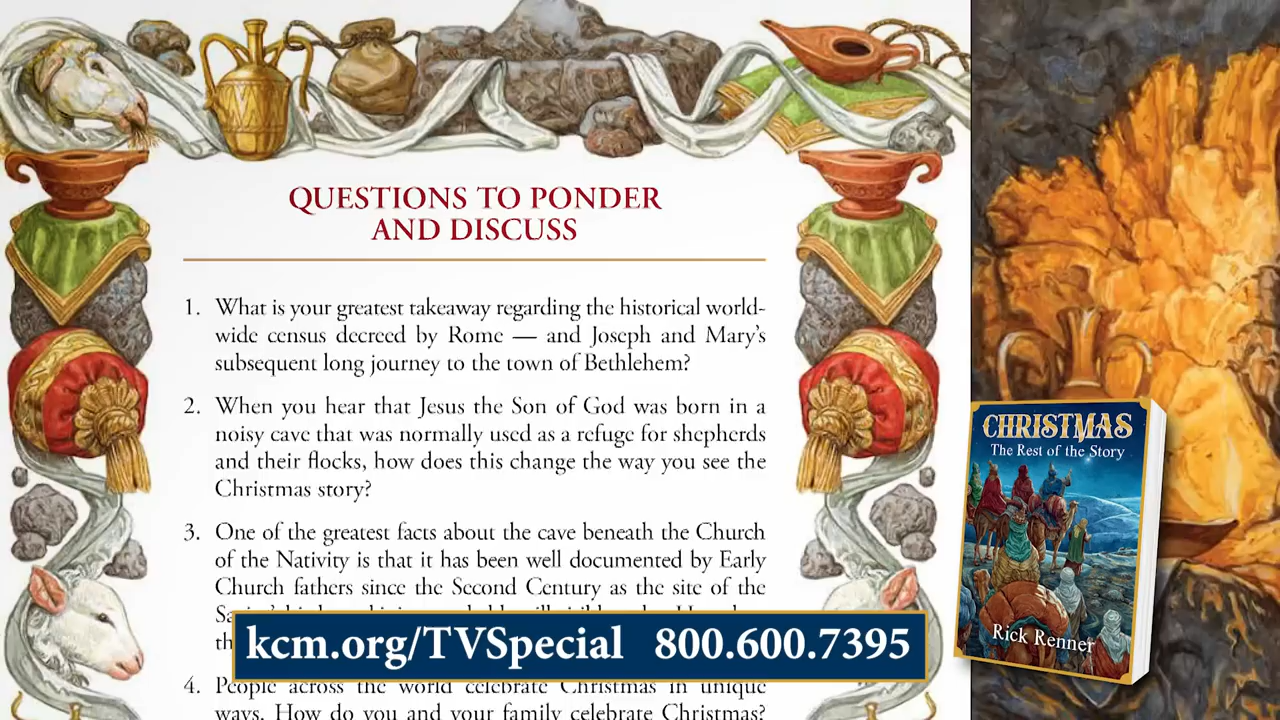 QUESTIONS TO PONDER
AND DISCUSS
1. What is your greatest takeaway regarding the historical world-
wide census decreed by Rome — and Joseph and Mary's
subsequent long journey to the town of Bethlehem?
2. When you hear that Jesus the Son of God was born in a
noisy cave that was normally used as a refuge for shepherds
and their flocks, how does this change the way you see the
Christmas story?
3. One of the greatest facts about the cave beneath the Church
of the Nativity is that it has been well documented by Early
Church fathers since the Second Century as the site of the
4. People across the world celebrate Christmas in unique
ways. How do you and your family celebrate Christmas?
kcm.org/TVSpecial 800.600.7395
CHRISTMAS
The Rest of the Story
Rick Renner